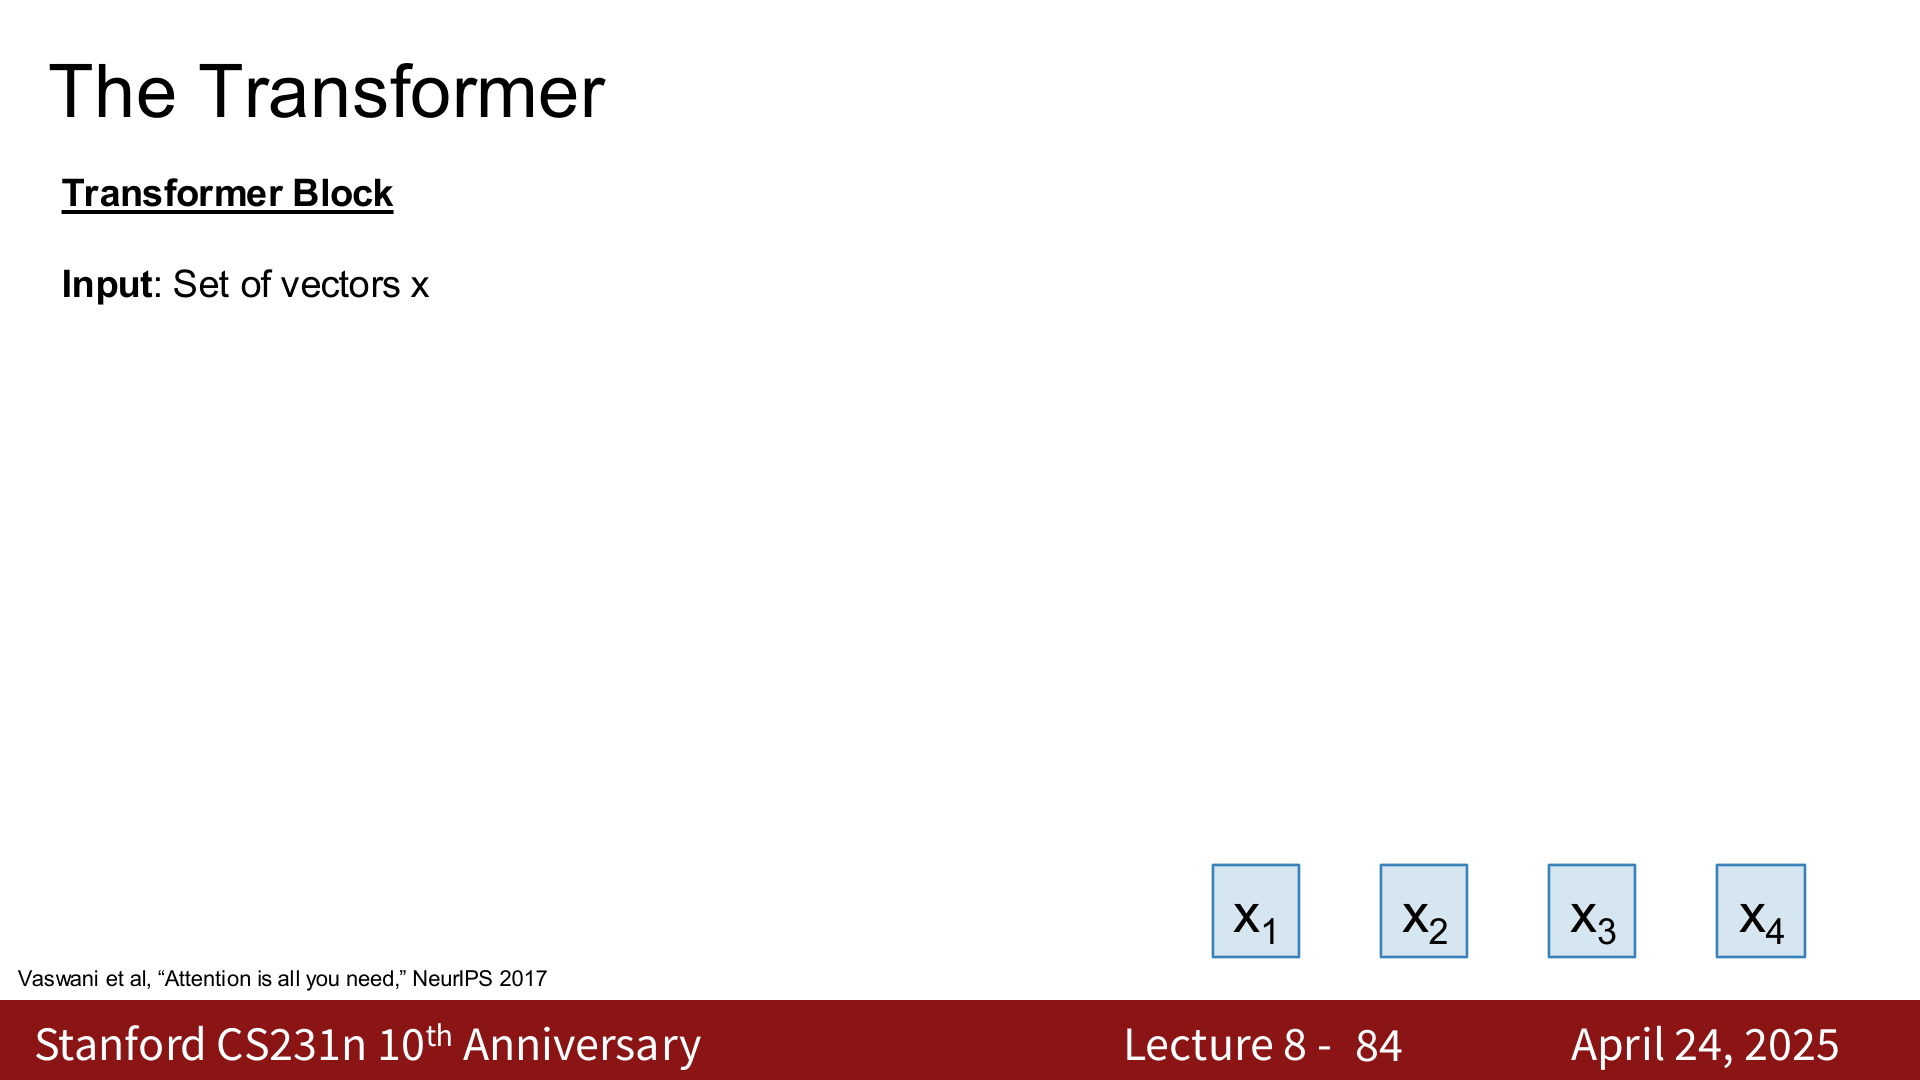 The Transformer
Transformer Block
Input: Set of vectors x
x₁ x₂ x₃ x₄
Vaswani et al, “Attention is all you need,” NeurIPS 2017
Stanford CS231n 10th Anniversary Lecture 8 - 84 April 24, 2025